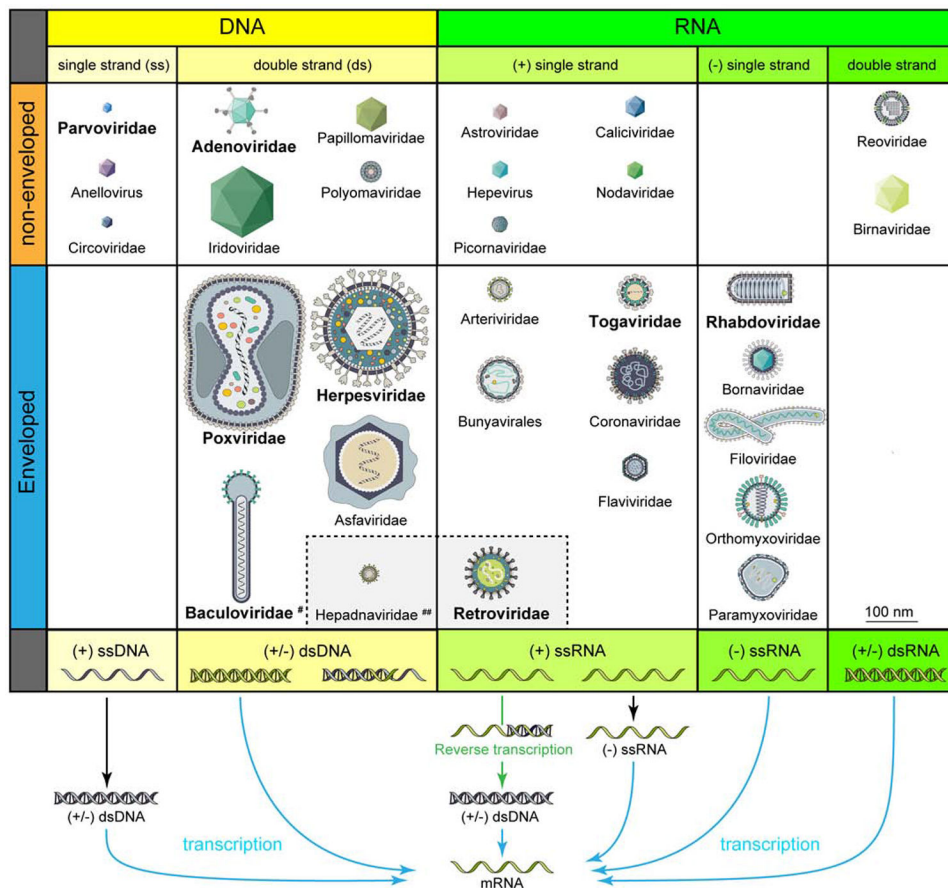 DNA
RNA
single strand (ss)
double strand (ds)
(+) single strand
(-) single strand
double strand
non-enveloped
Parvoviridae
Anellovirus
Circoviridae
Adenoviridae
Papillomaviridae
Iridoviridae
Polyomaviridae
Astroviridae
Caliciviridae
Hepevirus
Nodaviridae
Picornaviridae
Reoviridae
Birnaviridae
Enveloped
Poxviridae
Herpesviridae
Asfaviridae
Baculoviridae #
Hepadnaviridae ##
Arteriviridae
Togaviridae
Bunyavirales
Coronaviridae
Flaviviridae
Retroviridae
Rhabdoviridae
Bornaviridae
Filoviridae
Orthomyxoviridae
Paramyxoviridae
100 nm
(+) ssDNA
(+/-) dsDNA
(+) ssRNA
(-) ssRNA
(+/-) dsRNA
Reverse transcription
(-) ssRNA
(+/-) dsDNA
(+/-) dsDNA
transcription
transcription
mRNA